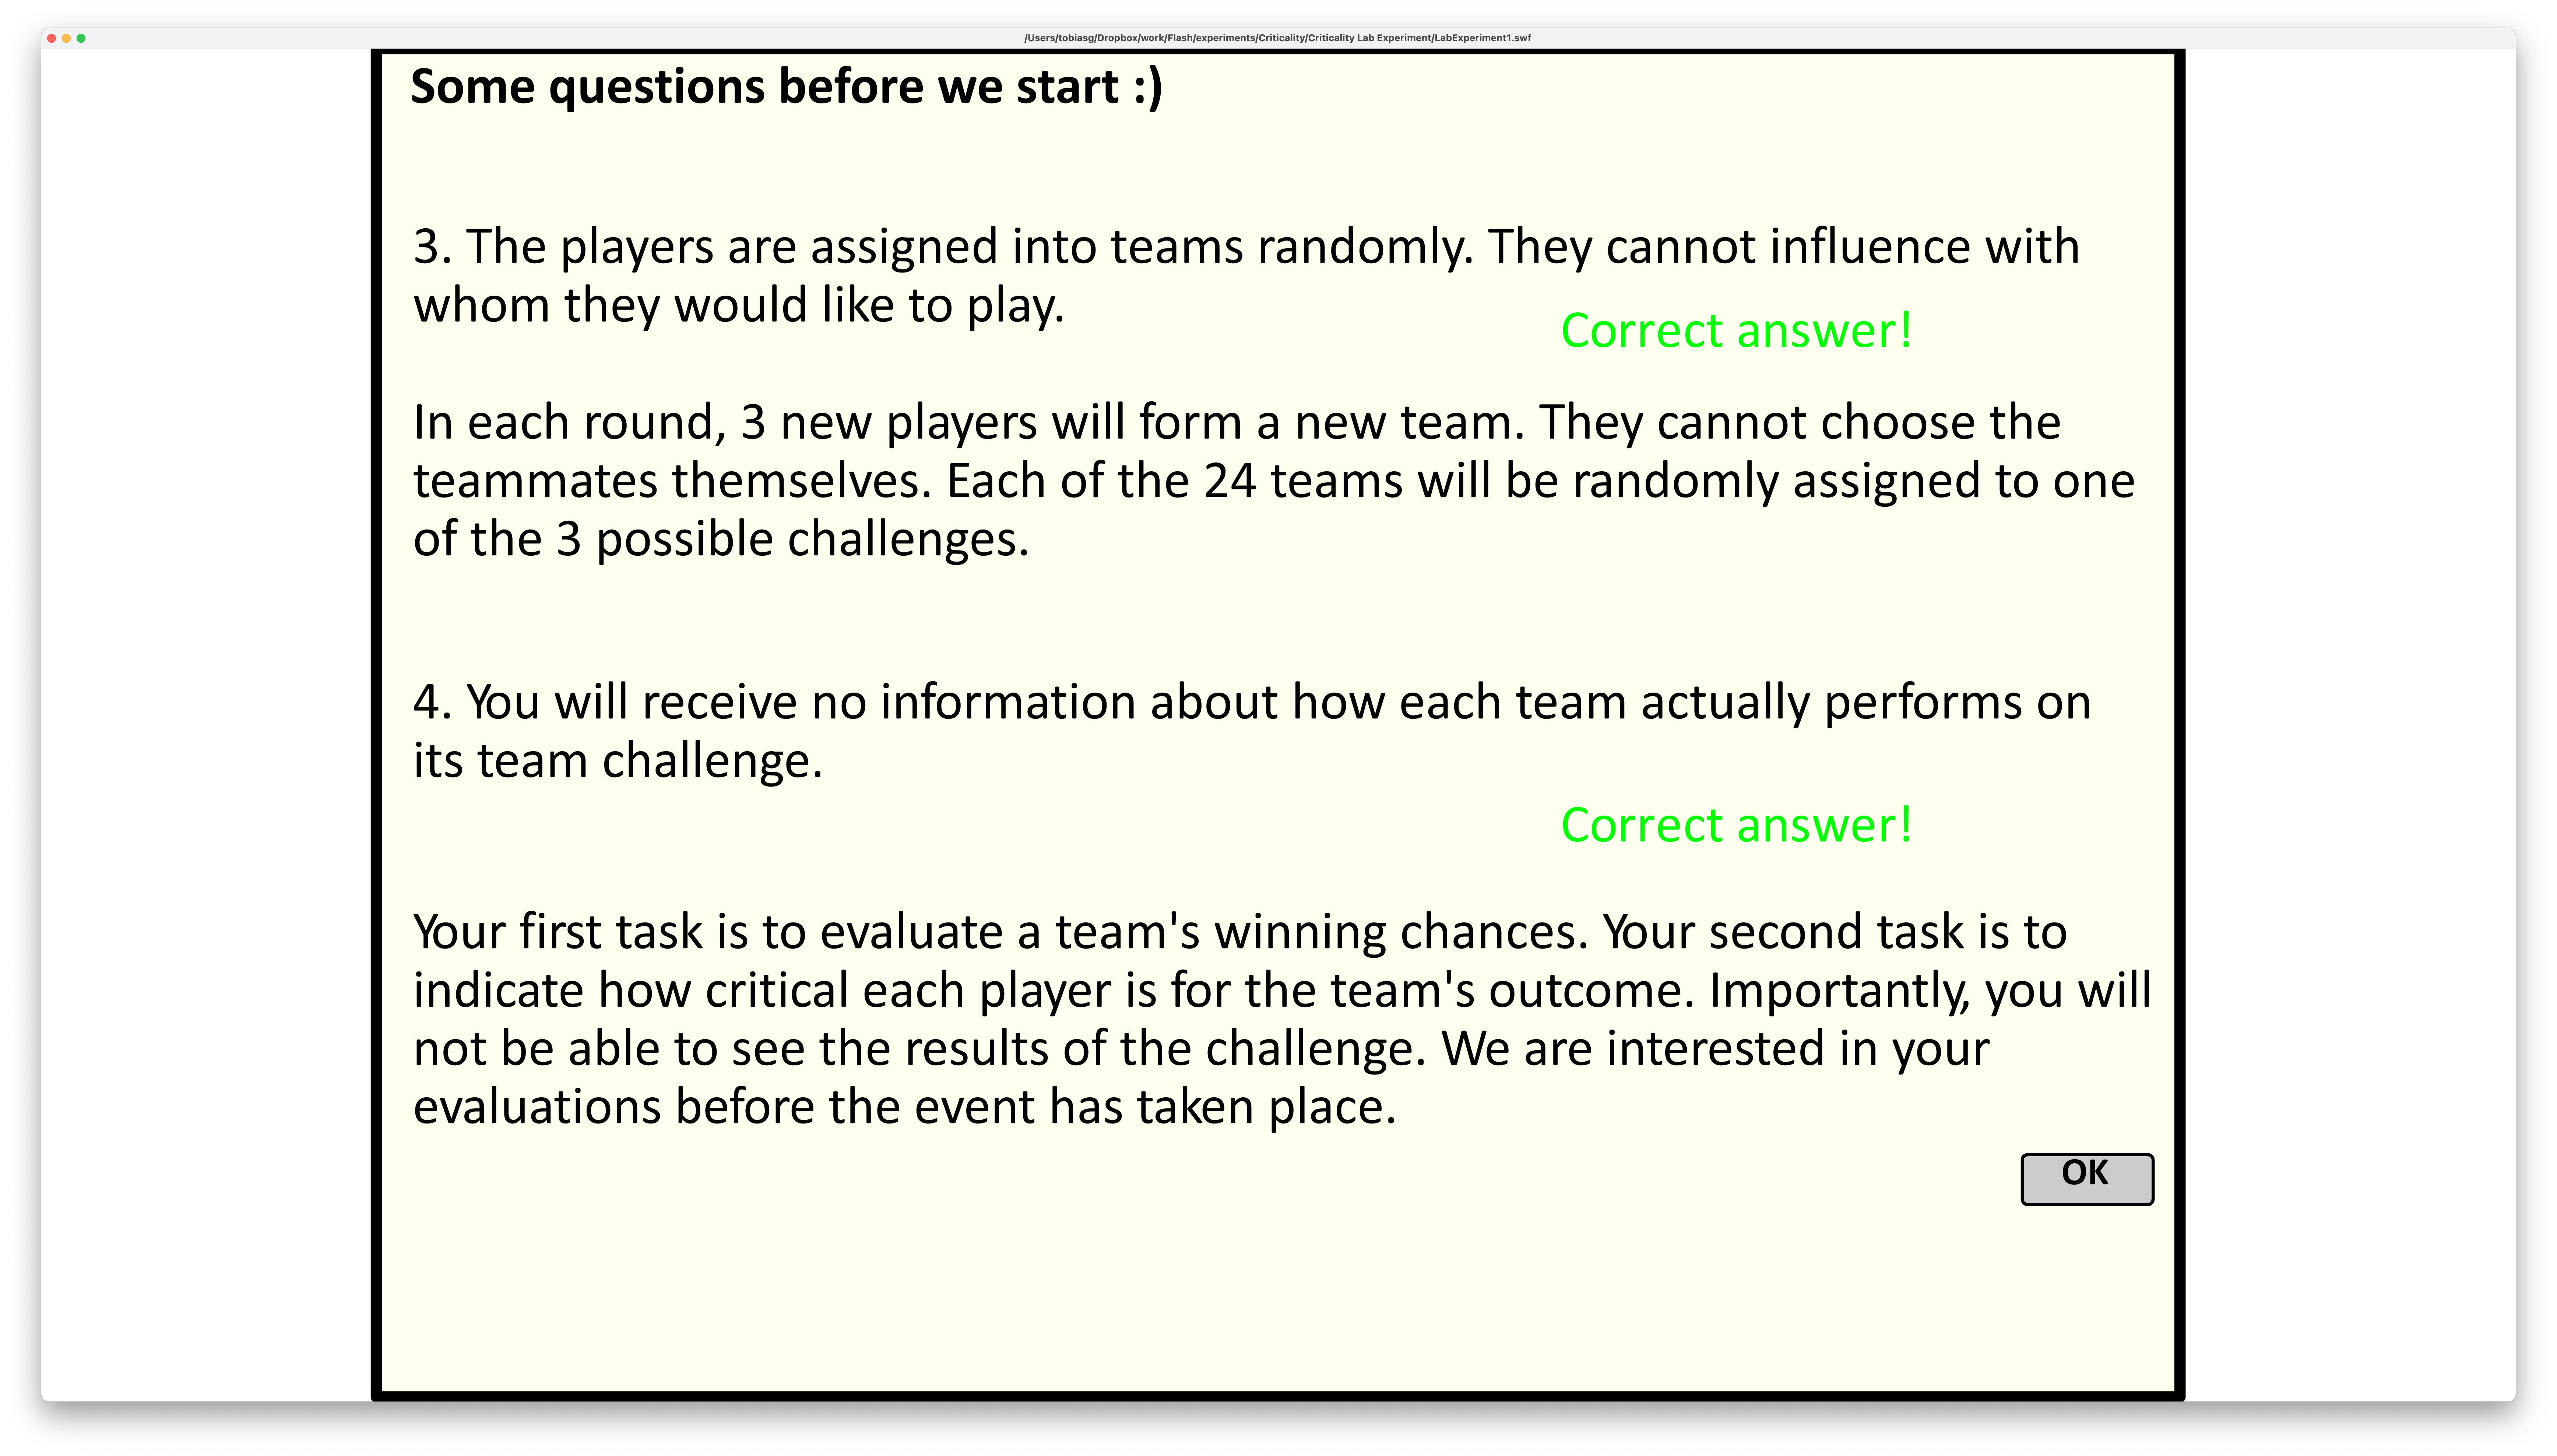 /Users/tobiasg/Dropbox/work/Flash/experiments/Criticality/Criticality Lab Experiment/LabExperiment1.swf
Some questions before we start :)
3. The players are assigned into teams randomly. They cannot influence with
whom they would like to play.
Correct answer!
In each round, 3 new players will form a new team. They cannot choose the
teammates themselves. Each of the 24 teams will be randomly assigned to one
of the 3 possible challenges.
4. You will receive no information about how each team actually performs on
its team challenge.
Correct answer!
Your first task is to evaluate a team's winning chances. Your second task is to
indicate how critical each player is for the team's outcome. Importantly, you will
not be able to see the results of the challenge. We are interested in your
evaluations before the event has taken place.
OK